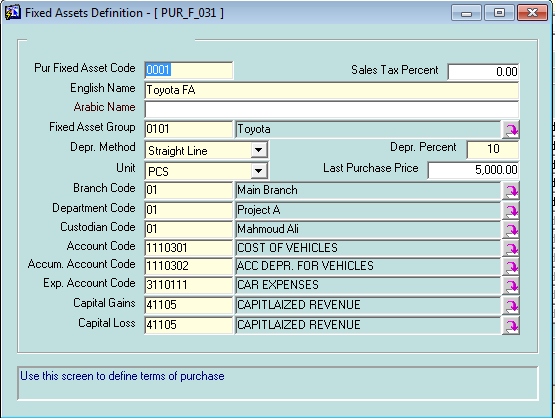 Fixed Assets Definition - [ PUR_F_031 ]
Pur Fixed Asset Code 0001 Sales Tax Percent 0.00
English Name Toyota FA
Arabic Name
Fixed Asset Group 0101 Toyota
Depr. Method Straight Line Depr. Percent 10
Unit PCS Last Purchase Price 5,000.00
Branch Code 01 Main Branch
Department Code 01 Project A
Custodian Code 01 Mahmoud Ali
Account Code 1110301 COST OF VEHICLES
Accum. Account Code 1110302 ACC DEPR. FOR VEHICLES
Exp. Account Code 3110111 CAR EXPENSES
Capital Gains 41105 CAPITLAIZED REVENUE
Capital Loss 41105 CAPITLAIZED REVENUE
Use this screen to define terms of purchase